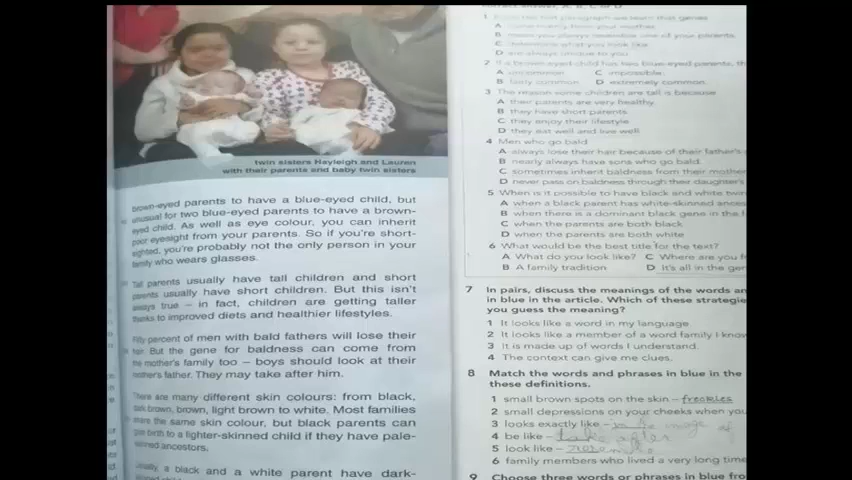 twin sisters Hayleigh and Lauren
with their parents and baby twin sisters
brown-eyed parents to have a blue-eyed child, but
unusual for two blue-eyed parents to have a brown-
eyed child. As well as eye colour, you can inherit
poor eyesight from your parents. So if you're short-
sighted, you're probably not the only person in your
family who wears glasses.
Tall parents usually have tall children and short
parents usually have short children. But this isn't
always true – in fact, children are getting taller
thanks to improved diets and healthier lifestyles.
Fifty percent of men with bald fathers will lose their
hair. But the gene for baldness can come from
the mother's family too – boys should look at their
mother's father. They may take after him.
There are many different skin colours: from black,
dark brown, brown, light brown to white. Most families
share the same skin colour, but black parents can
give birth to a lighter-skinned child if they have pale-
skinned ancestors.
Usually, a black and a white parent have dark-
1 the first paragraph we learn that genes
A come mainly from your mother.
B mean you always resemble one of your parents.
C determine what you look like.
D are always unique to you.
2 If a brown-eyed child has two blue-eyed parents, th
A uncommon C impossible.
B fairly common D extremely common.
3 The reason some children are tall is because
A their parents are very healthy.
B they have short parents.
C they enjoy their lifestyle
D they eat well and live well.
4 Men who go bald
A always lose their hair because of their father's
B nearly always have sons who go bald.
C sometimes inherit baldness from their mother
D never pass on baldness through their daughter's
5 When is it possible to have black and white twin
A when a black parent has white-skinned ances
B when there is a dominant black gene in the f
C when the parents are both black
D when the parents are both white
6 What would be the best title for the text?
A What do you look like? C Where are you f
B A family tradition D It's all in the gen
7 In pairs, discuss the meanings of the words an
in blue in the article. Which of these strategie
you guess the meaning?
1 It looks like a word in my language
2 It looks like a member of a word family I know
3 It is made up of words I understand.
4 The context can give me clues.
8 Match the words and phrases in blue in the
these definitions.
1 small brown spots on the skin – freckles
2 small depressions on your cheeks when you
3 looks exactly like – image of
4 be like – take after
5 look like –
6 family members who lived a very long time
9 Choose three words or phrases in blue fro